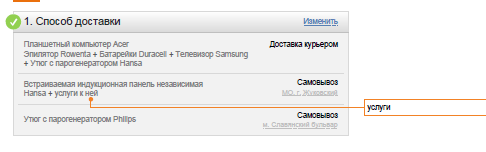 1. Способ доставки Изменить
Планшетный компьютер Acer Доставка курьером
Эпилятор Rowenta + Батарейки Duracell + Телевизор Samsung
+ Утюг с парогенератором Hansa
Встраиваемая индукционная панель независимая Самовывоз
Hansa + услуги к ней МО, г. Жуковский
услуги
Утюг с парогенератором Philips Самовывоз
м. Славянский бульвар